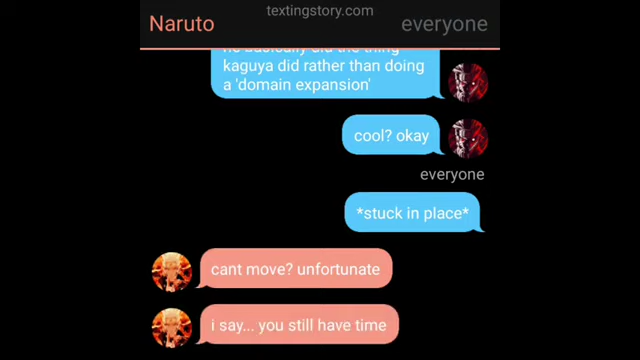 textingstory.com
Naruto
everyone
he basically did the thing
kaguya did rather than doing
a 'domain expansion'
cool? okay
everyone
*stuck in place*
cant move? unfortunate
i say... you still have time